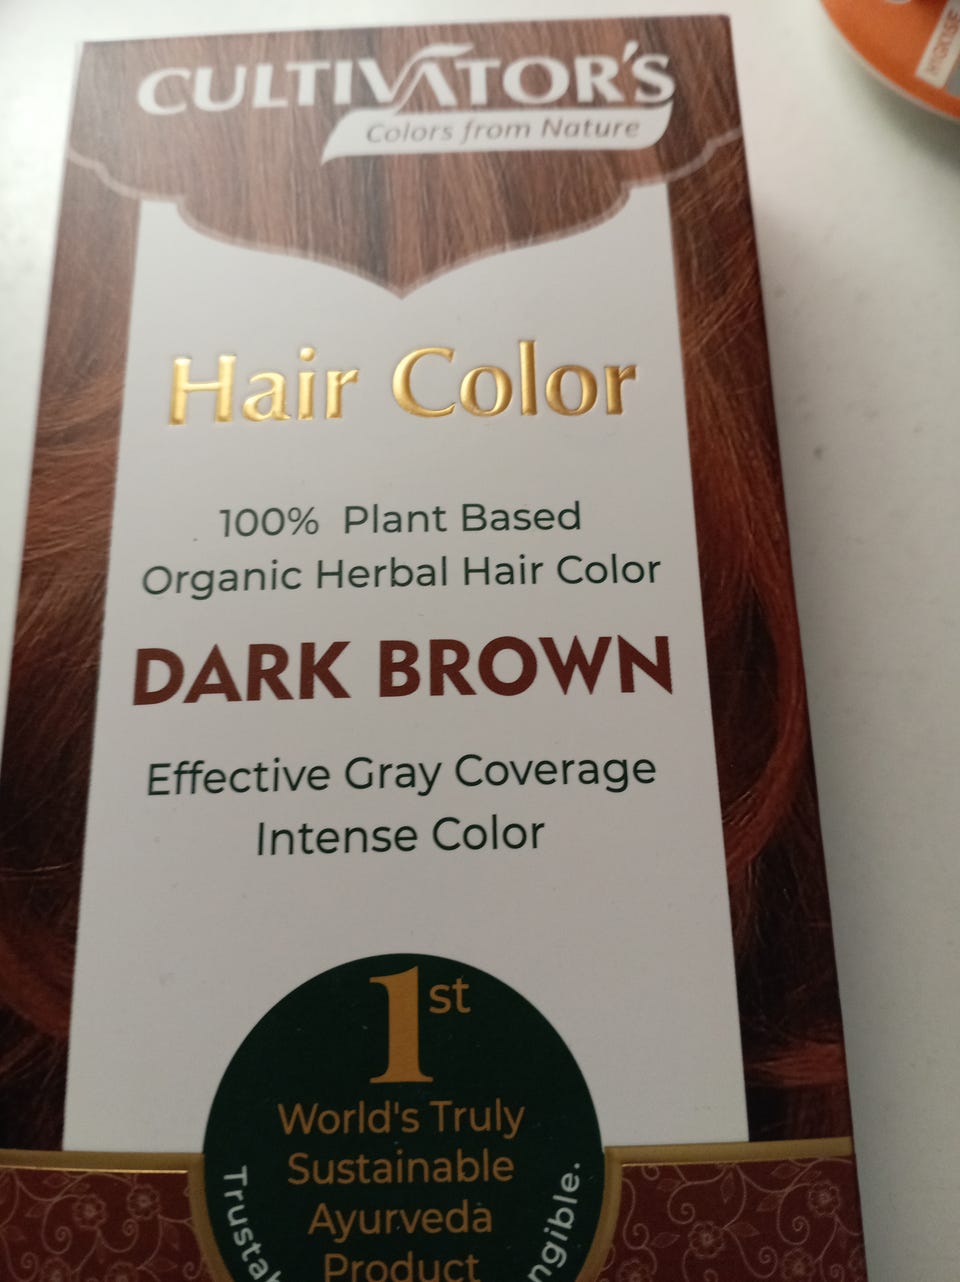 CULTIVATOR'S
Colors from Nature
Hair Color
100% Plant Based
Organic Herbal Hair Color
DARK BROWN
Effective Gray Coverage
Intense Color
1st
World's Truly
Sustainable
Ayurveda
Product